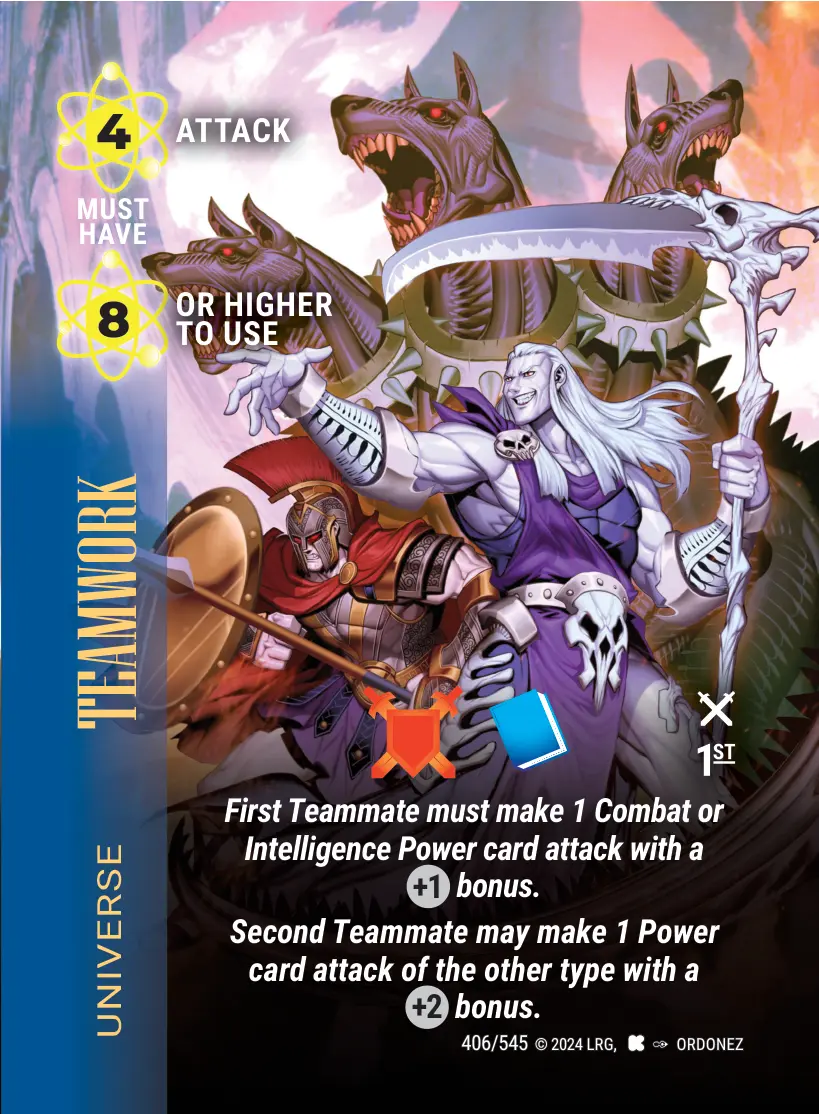 4 ATTACK
MUST
HAVE
8 OR HIGHER
TO USE
TEAMWORK
UNIVERSE
1ST
First Teammate must make 1 Combat or
Intelligence Power card attack with a
+1 bonus.
Second Teammate may make 1 Power
card attack of the other type with a
+2 bonus.
406/545 © 2024 LRG, ORDONEZ